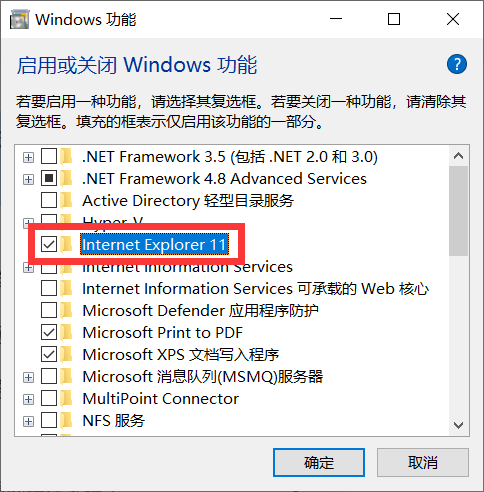 Windows 功能
启用或关闭 Windows 功能
?
若要启用一种功能，请选择其复选框。若要关闭一种功能，请清除其
复选框。填充的框表示仅启用该功能的一部分。
.NET Framework 3.5 (包括 .NET 2.0 和 3.0)
.NET Framework 4.8 Advanced Services
Active Directory 轻型目录服务
Hyper-V
Internet Explorer 11
Internet Information Services
Internet Information Services 可承载的 Web 核心
Microsoft Defender 应用程序防护
Microsoft Print to PDF
Microsoft XPS 文档写入程序
Microsoft 消息队列(MSMQ)服务器
MultiPoint Connector
NFS 服务
确定
取消